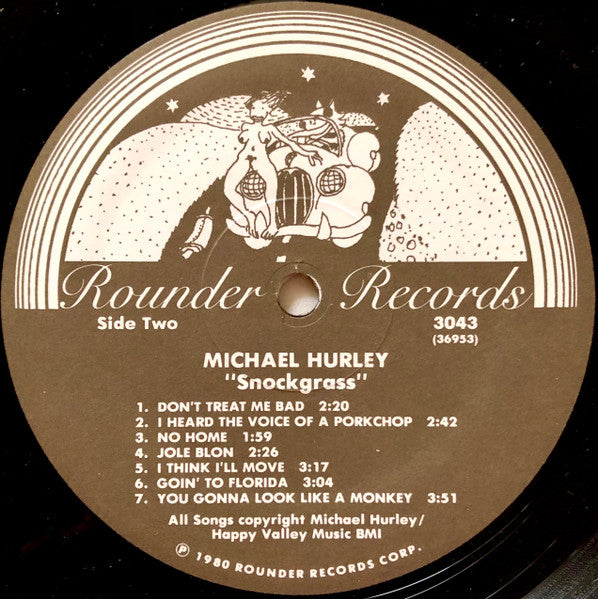 Rounder Records
Side Two
3043
(36953)
MICHAEL HURLEY
"Snockgrass"
1. DON'T TREAT ME BAD 2:20
2. I HEARD THE VOICE OF A PORKCHOP 2:42
3. NO HOME 1:59
4. JOLE BLON 2:26
5. I THINK I'LL MOVE 3:17
6. GOIN' TO FLORIDA 3:04
7. YOU GONNA LOOK LIKE A MONKEY 3:51
All Songs copyright Michael Hurley/
Happy Valley Music BMI
℗ 1980 ROUNDER RECORDS CORP.